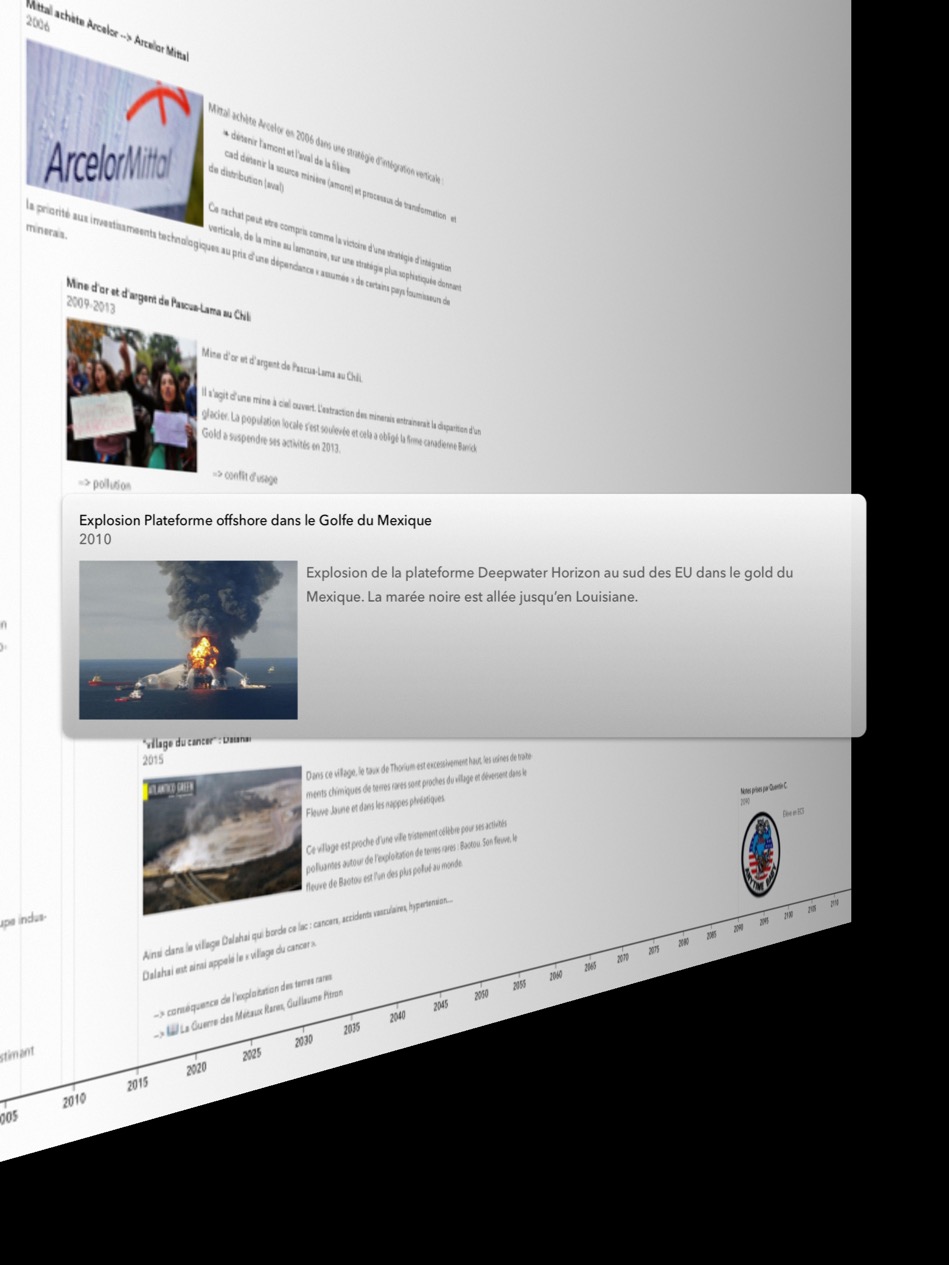 Mittal achète Arcelor --> Arcelor Mittal
2006
ArcelorMittal
Mittal achète Arcelor en 2006 dans une stratégie d'intégration verticale :
détenir l'amont et l'aval de la filière
cad détenir la source minière (amont) et processus de transformation et
de distribution (aval)
Ce rachat peut etre compris comme la victoire d'une stratégie d'intégration
verticale, de la mine au lamonoire, sur une stratégie plus sophistiquée donnant
la priorité aux investissmeents technologiques au pris d'une dépendance « assumée » de certains pays fournisseurs de
minerais.
Mine d'or et d'argent de Pascua-Lama au Chili
2009-2013
Mine d'or et d'argent de Pascua-Lama au Chili.
Il s'agit d'une mine à ciel ouvert. L'extraction des minerais entrainerait la disparition d'un
glacier. La population locale s'est soulevée et cela a obligé la firme canadienne Barrick
Gold a suspendre ses activités en 2013.
--> pollution
--> conflit d'usage
Explosion Plateforme offshore dans le Golfe du Mexique
2010
Explosion de la plateforme Deepwater Horizon au sud des EU dans le gold du
Mexique. La marée noire est allée jusqu'en Louisiane.
"village du cancer" : Dalahai
2015
ATLANTICO GREEN
Dans ce village, le taux de Thorium est excessivement haut, les usines de traite-
ments chimiques de terres rares sont proches du village et déversent dans le
Fleuve Jaune et dans les nappes phréatiques.
Ce village est proche d'une ville tristement célèbre pour ses activités
polluantes autour de l'exploitation de terres rares : Baotou. Son fleuve, le
fleuve de Baotou est l'un des plus pollué au monde.
Ainsi dans le village Dalahai qui borde ce lac : cancers, accidents vasculaires, hypertension...
Dalahai est ainsi appelé le « village du cancer ».
--> conséquence de l'exploitation des terres rares
--> La Guerre des Métaux Rares, Guillaume Pitron
Notes prises par Quentin C.
2090
Elève en ECS
upe indus-
stimant
005 2010 2015 2020 2025 2030 2035 2040 2045 2050 2055 2060 2065 2070 2075 2080 2085 2090 2095 2100 2105 2110